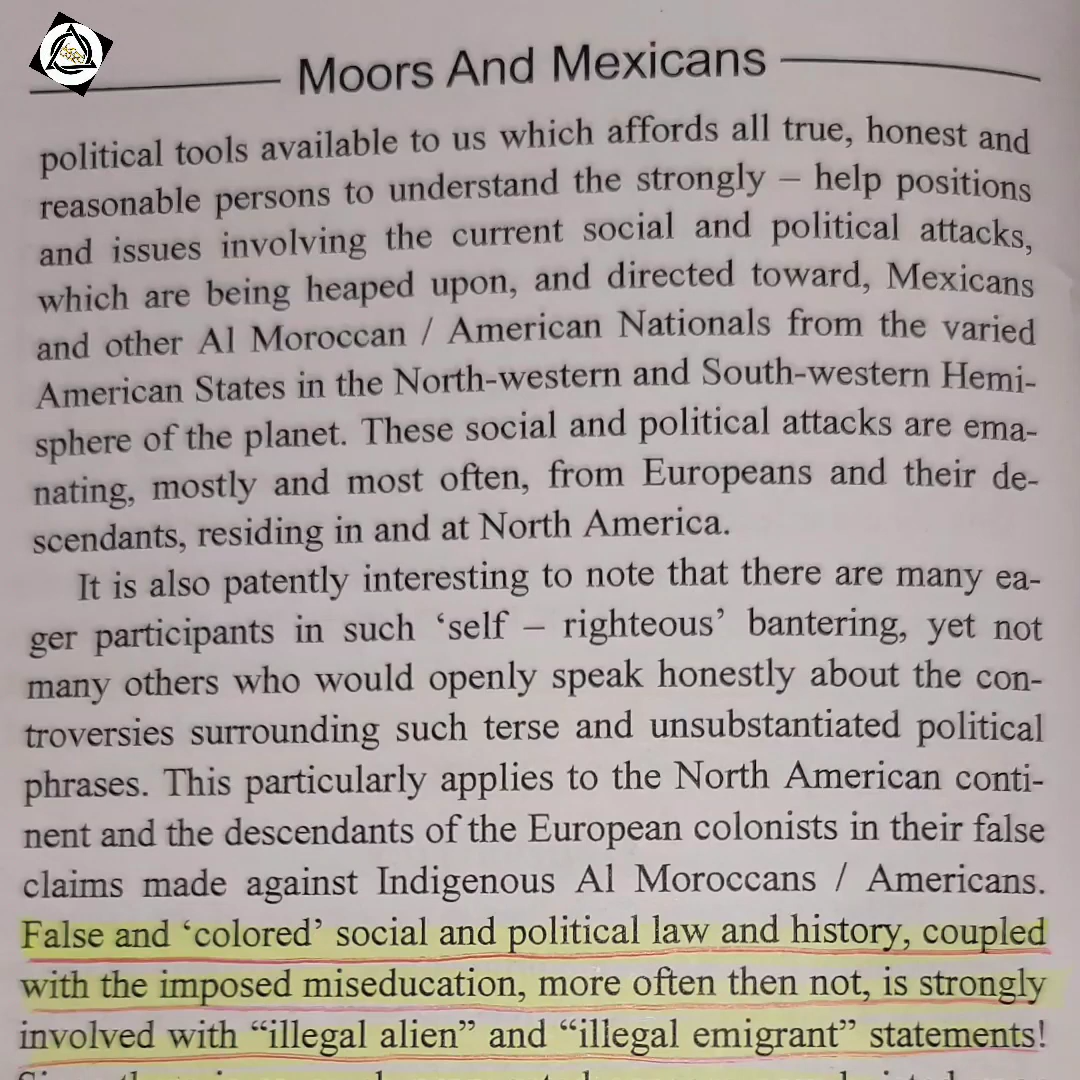 Moors And Mexicans
political tools available to us which affords all true, honest and
reasonable persons to understand the strongly – help positions
and issues involving the current social and political attacks,
which are being heaped upon, and directed toward, Mexicans
and other Al Moroccan / American Nationals from the varied
American States in the North-western and South-western Hemi-
sphere of the planet. These social and political attacks are ema-
nating, mostly and most often, from Europeans and their de-
scendants, residing in and at North America.
It is also patently interesting to note that there are many ea-
ger participants in such ‘self – righteous’ bantering, yet not
many others who would openly speak honestly about the con-
troversies surrounding such terse and unsubstantiated political
phrases. This particularly applies to the North American conti-
nent and the descendants of the European colonists in their false
claims made against Indigenous Al Moroccans / Americans.
False and ‘colored’ social and political law and history, coupled
with the imposed miseducation, more often then not, is strongly
involved with “illegal alien” and “illegal emigrant” statements!